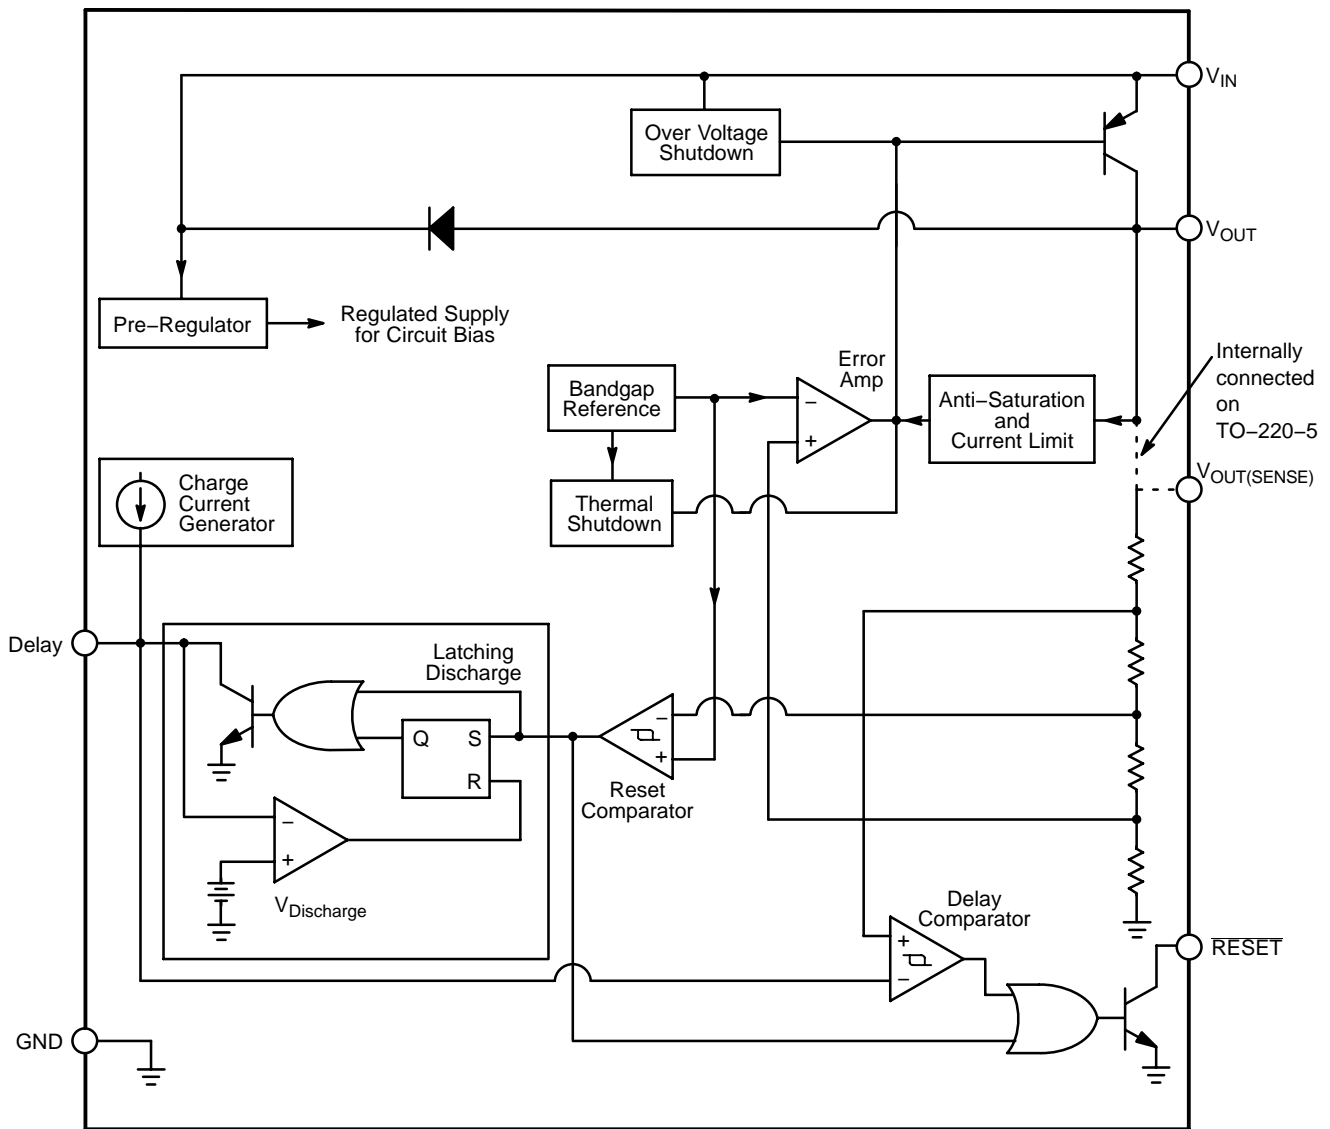 V_IN
Over Voltage
Shutdown
V_OUT
Pre−Regulator
Regulated Supply
for Circuit Bias
Error
Amp
Internally
connected
on
TO−220−5
Bandgap
Reference
−
+
Anti−Saturation
and
Current Limit
V_OUT(SENSE)
Charge
Current
Generator
Thermal
Shutdown
Delay
Latching
Discharge
Q
S
R
−
+
Reset
Comparator
−
+
V_Discharge
Delay
Comparator
+
−
RESET
GND